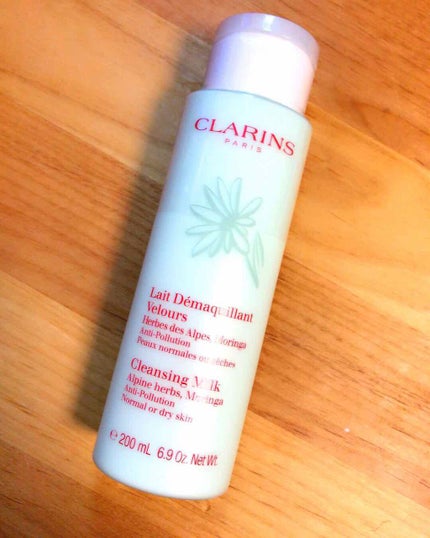 CLARINS
PARIS
Lait Démaquillant
Velours
Herbes des Alpes, Moringa
Anti-Pollution
Peaux normales ou sèches
Cleansing Milk
Alpine herbs, Moringa
Anti-Pollution
Normal or dry skin
℮ 200 mL 6.9 Oz. Net Wt.